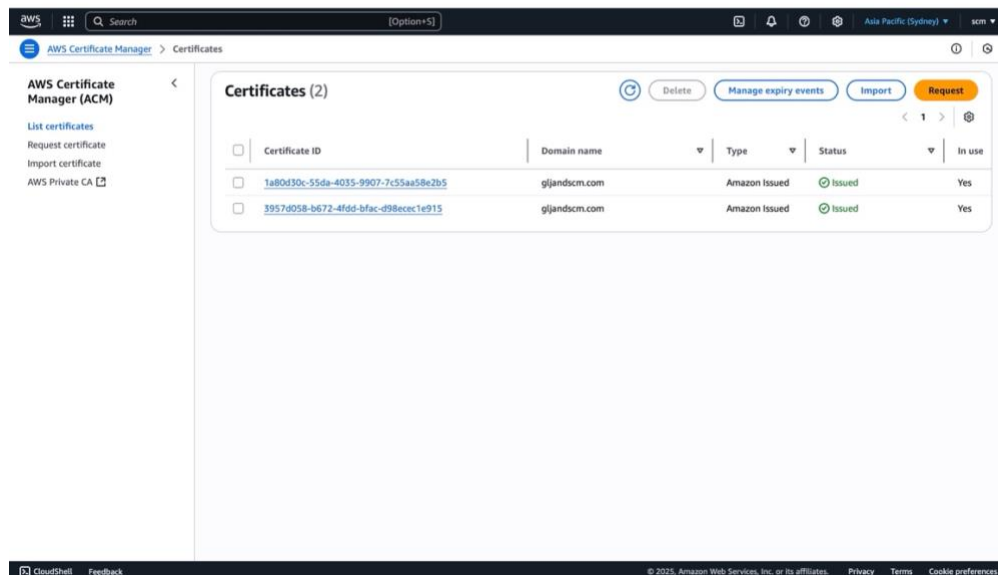 aws Search [Option+S] Asia Pacific (Sydney) scm
AWS Certificate Manager > Certificates
AWS Certificate Manager (ACM)
List certificates
Request certificate
Import certificate
AWS Private CA
Certificates (2) Delete Manage expiry events Import Request
< 1 >
Certificate ID Domain name Type Status In use
1a80d30c-55da-4035-9907-7c55aa58e2b5 gljandscm.com Amazon Issued Issued Yes
3957d058-b672-4fdd-bfac-d98ecec1e915 gljandscm.com Amazon Issued Issued Yes
CloudShell Feedback © 2025, Amazon Web Services, Inc. or its affiliates. Privacy Terms Cookie preferences